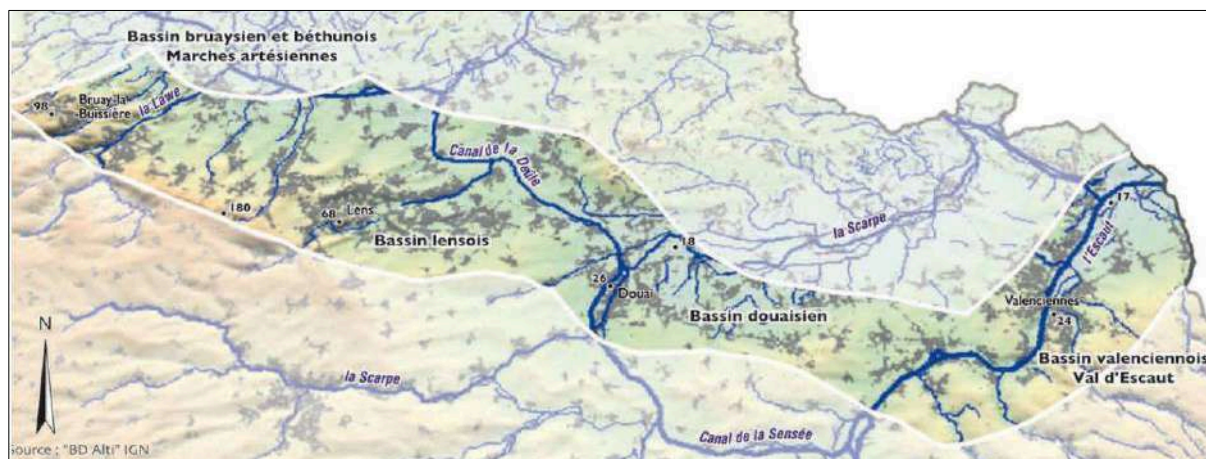 Bassin bruaysien et béthunois
Marches artésiennes
98
Bruay-la-
Buissière
la Lawe
Canal de la Deûle
180
68
Lens
Bassin lensois
la Scarpe
18
17
l'Escaut
26
Douai
Bassin douaisien
Valenciennes
24
Bassin valenciennois
Val d'Escaut
N
la Scarpe
Canal de la Sensée
Source : "BD Alti" IGN